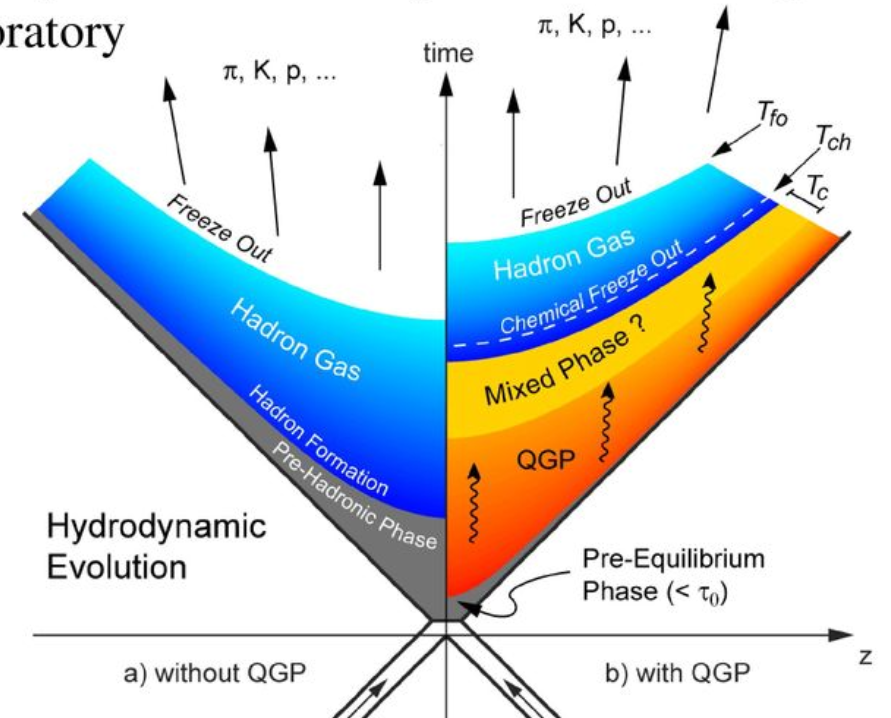 oratory
π, K, p, ...
π, K, p, ...
time
T_fo
T_ch
T_c
Freeze Out
Freeze Out
Hadron Gas
Hadron Gas
Chemical Freeze Out
Mixed Phase ?
Hadron Formation
Pre-Hadronic Phase
QGP
Hydrodynamic
Evolution
Pre-Equilibrium
Phase (< τ₀)
z
a) without QGP
b) with QGP